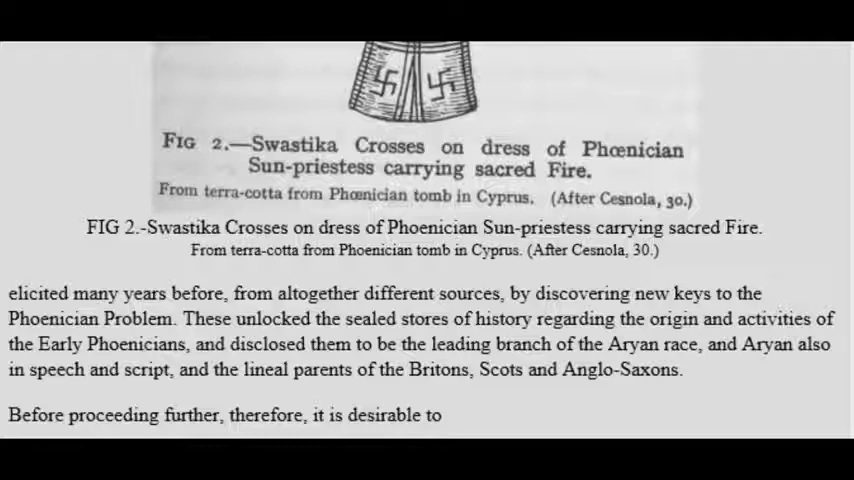 FIG 2.—Swastika Crosses on dress of Phœnician
Sun-priestess carrying sacred Fire.
From terra-cotta from Phœnician tomb in Cyprus. (After Cesnola, 30.)
FIG 2.-Swastika Crosses on dress of Phoenician Sun-priestess carrying sacred Fire.
From terra-cotta from Phoenician tomb in Cyprus. (After Cesnola, 30.)
elicited many years before, from altogether different sources, by discovering new keys to the
Phoenician Problem. These unlocked the sealed stores of history regarding the origin and activities of
the Early Phoenicians, and disclosed them to be the leading branch of the Aryan race, and Aryan also
in speech and script, and the lineal parents of the Britons, Scots and Anglo-Saxons.
Before proceeding further, therefore, it is desirable to